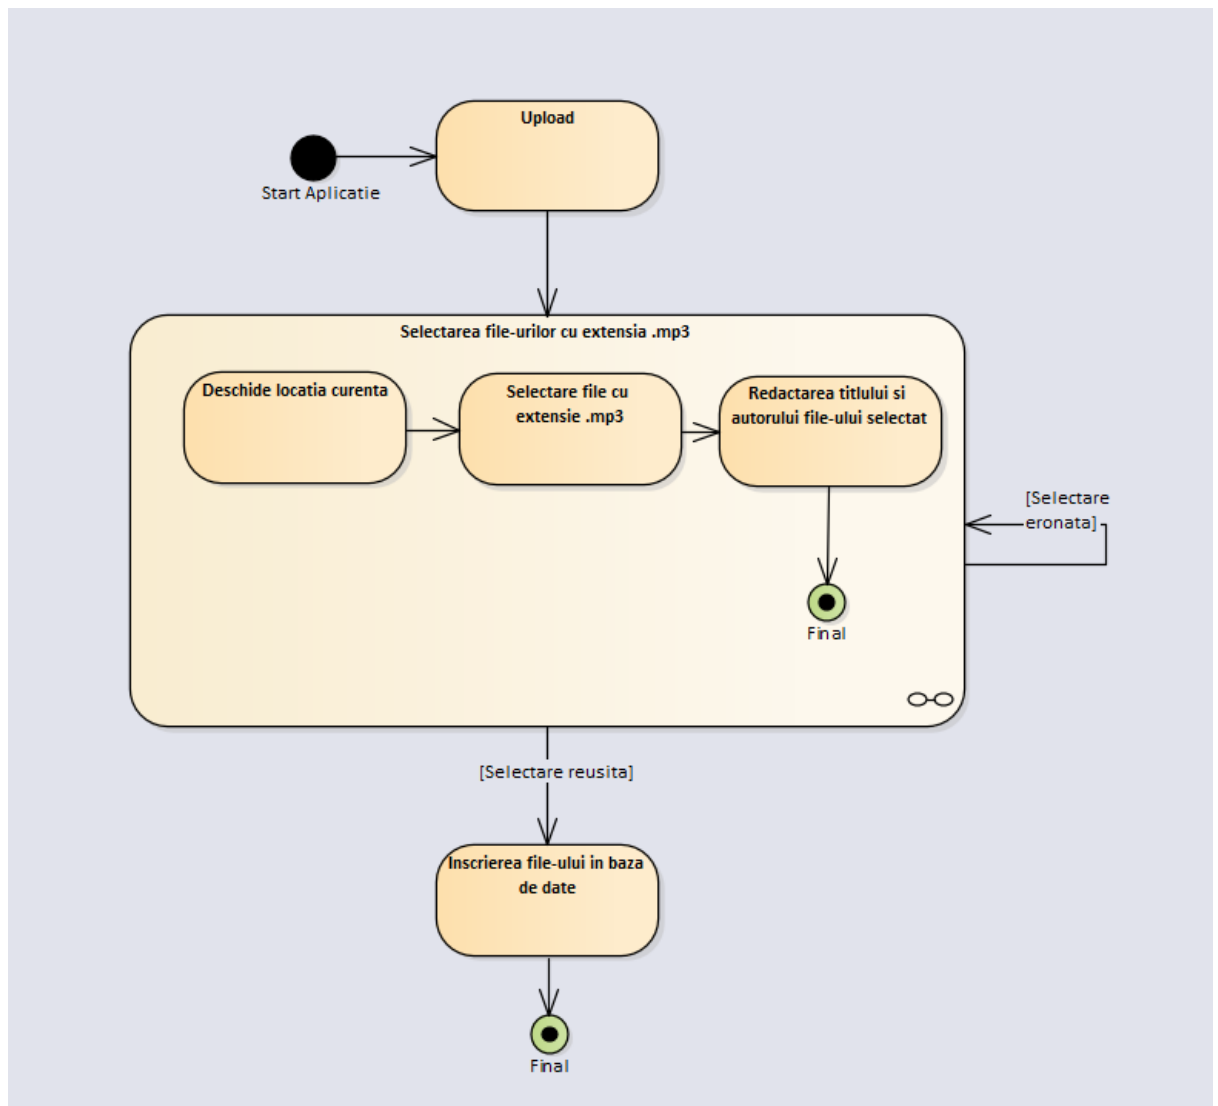 Upload
Start Aplicatie
Selectarea file-urilor cu extensia .mp3
Deschide locatia curenta
Selectare file cu
extensie .mp3
Redactarea titlului si
autorului file-ului selectat
[Selectare
eronata]
Final
[Selectare reusita]
Inscrierea file-ului in baza
de date
Final